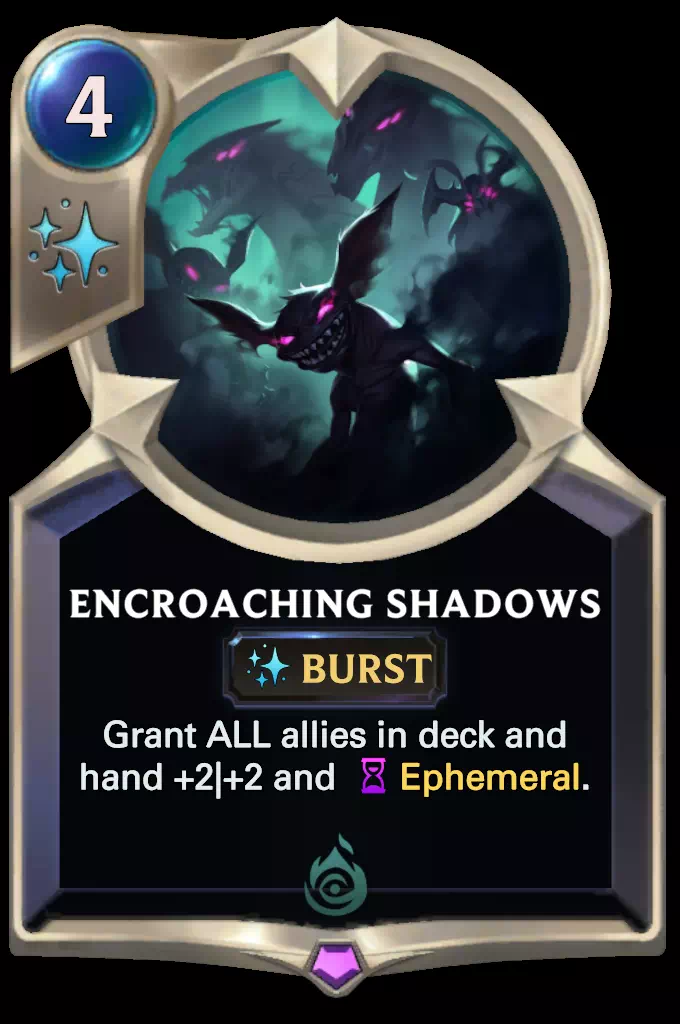 4
ENCROACHING SHADOWS
BURST
Grant ALL allies in deck and
hand +2|+2 and Ephemeral.